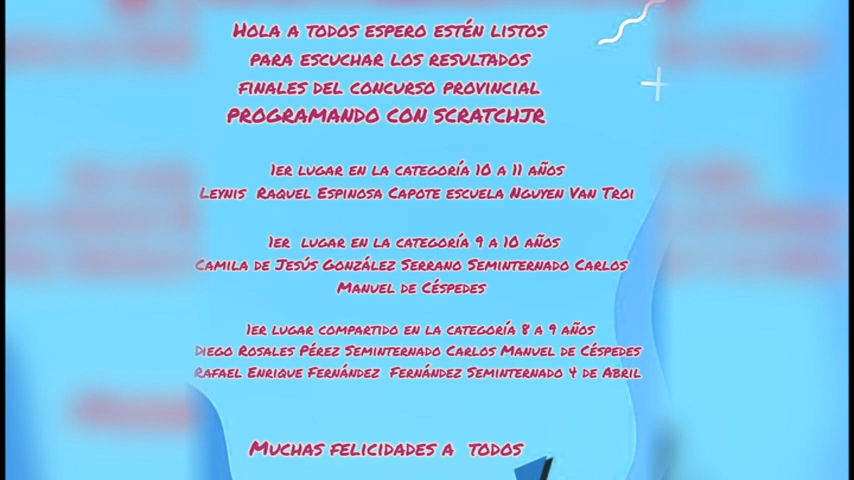 Hola a todos espero estén listos
para escuchar los resultados
finales del concurso provincial
PROGRAMANDO CON SCRATCHJR
1er lugar en la categoría 10 a 11 años
Leynis Raquel Espinosa Capote escuela Nguyen Van Troi
1er lugar en la categoría 9 a 10 años
Camila de Jesús González Serrano Seminternado Carlos
Manuel de Céspedes
1er lugar compartido en la categoría 8 a 9 años
Diego Rosales Pérez Seminternado Carlos Manuel de Céspedes
Rafael Enrique Fernández Fernández Seminternado 4 de Abril
Muchas felicidades a todos